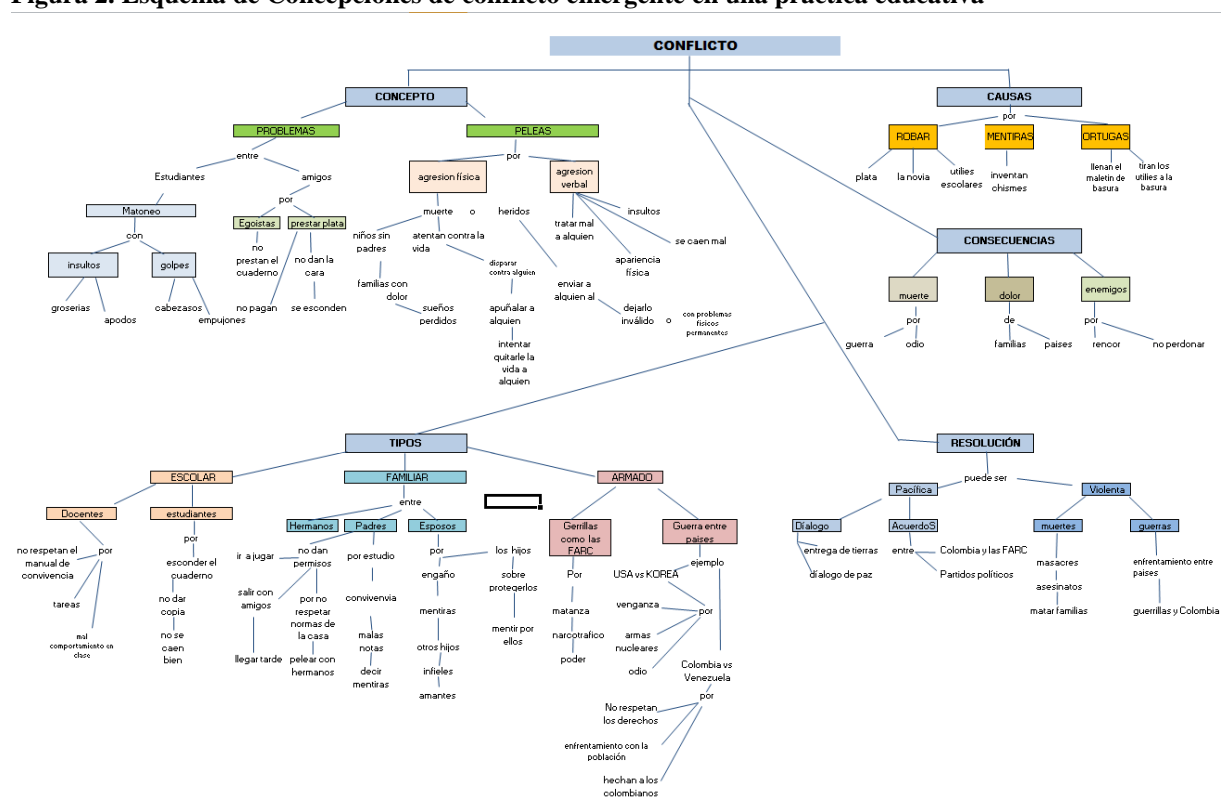 Figura 2. Esquema de Concepciones de conflicto emergente en una práctica educativa
CONFLICTO
CONCEPTO
PROBLEMAS
entre
Estudiantes
amigos
Matoneo
con
insultos
golpes
groserias
apodos
cabezasos
empujones
por
Egoistas
prestar plata
no
prestan el
cuaderno
no dan la
cara
no pagan
se esconden
PELEAS
por
agresion física
agresion
verbal
muerte
o
heridos
niños sin
padres
atentan contra la
vida
familias con
dolor
sueños
perdidos
disparar
contra alguien
apuñalar a
alguien
intentar
quitarle la
vida a
alguien
enviar a
alguien al
dejarlo
inválido
o
con problemas
físicos
permanentes
tratar mal
a alguien
insultos
se caen mal
apariencia
física
CAUSAS
por
ROBAR
MENTIRAS
ORTUGAS
plata
la novia
utilies
escolares
inventan
chismes
llenan el
maletin de
basura
tiran los
utilies a la
basura
CONSECUENCIAS
muerte
dolor
enemigos
por
de
por
guerra
odio
familias
paises
rencor
no perdonar
TIPOS
ESCOLAR
FAMILIAR
ARMADO
Docentes
estudiantes
no respetan el
manual de
convivencia
por
tareas
mal
comportamiento en
clase
por
esconder el
cuaderno
no dar
copia
no se
caen
bien
entre
Hermanos
Padres
Esposos
ir a jugar
no dan
permisos
salir con
amigos
por no
respetar
normas de
la casa
llegar tarde
pelear con
hermanos
por estudio
convivenvia
malas
notas
decir
mentiras
por
los hijos
engaño
sobre
protegerlos
mentiras
mentir por
ellos
otros hijos
infieles
amantes
Gerrillas
como las
FARC
Guerra entre
paises
Por
matanza
narcotrafico
poder
ejemplo
USA vs KOREA
venganza
por
armas
nucleares
odio
Colombia vs
Venezuela
por
No respetan
los derechos
enfrentamiento con la
población
hechan a los
colombianos
RESOLUCIÓN
puede ser
Pacífica
Violenta
Díalogo
AcuerdoS
muertes
guerras
entrega de tierras
díalogo de paz
entre
Colombia y las FARC
Partidos políticos
masacres
asesinatos
matar familias
enfrentamiento entre
paises
guerrillas y Colombia